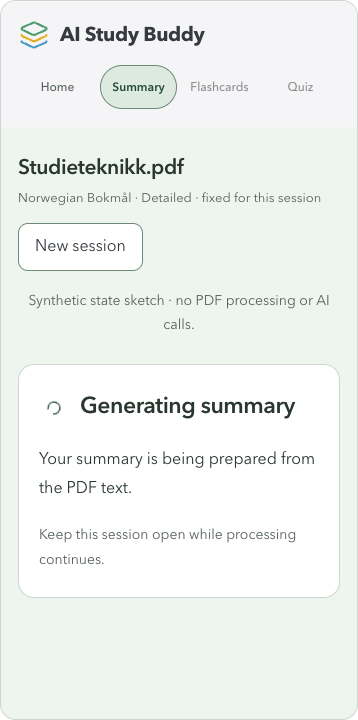 AI Study Buddy
Home Summary Flashcards Quiz
Studieteknikk.pdf
Norwegian Bokmål · Detailed · fixed for this session
New session
Synthetic state sketch · no PDF processing or AI
calls.
Generating summary
Your summary is being prepared from
the PDF text.
Keep this session open while processing
continues.